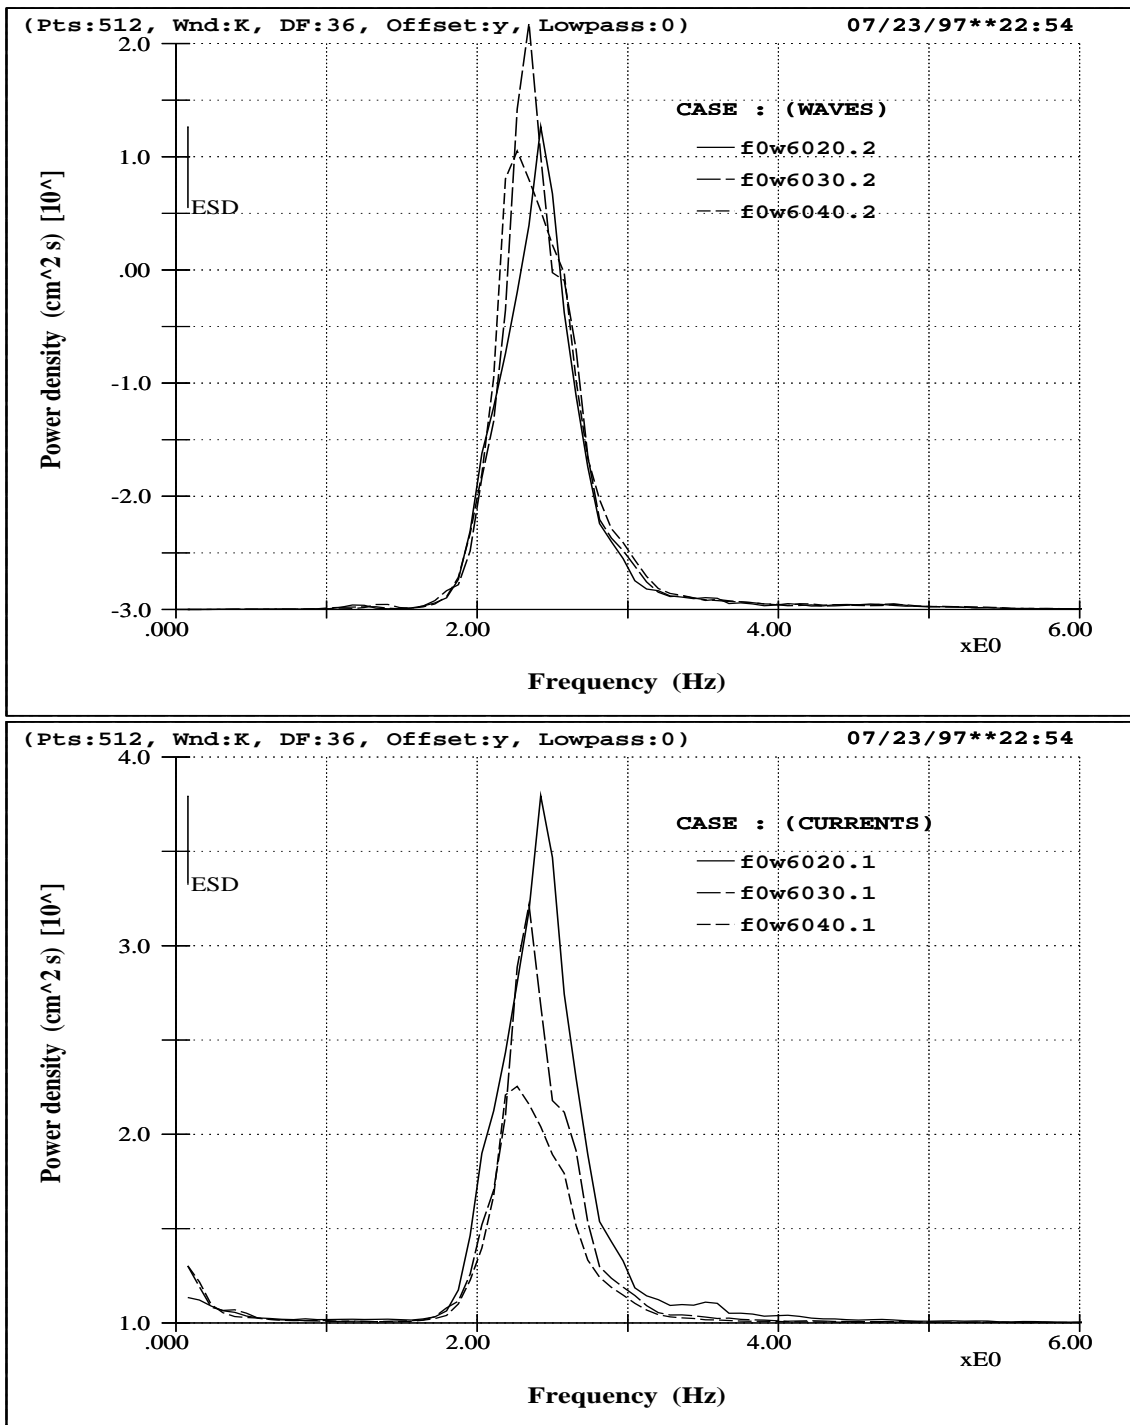 (Pts:512, Wnd:K, DF:36, Offset:y, Lowpass:0) 07/23/97**22:54
2.0
CASE : (WAVES)
1.0
f0w6020.2
f0w6030.2
ESD
f0w6040.2
.00
Power density (cm^2 s) [10^]
-1.0
-2.0
-3.0
.000 2.00 4.00 6.00
xE0
Frequency (Hz)
(Pts:512, Wnd:K, DF:36, Offset:y, Lowpass:0) 07/23/97**22:54
4.0
CASE : (CURRENTS)
f0w6020.1
ESD
f0w6030.1
f0w6040.1
3.0
Power density (cm^2 s) [10^]
2.0
1.0
.000 2.00 4.00 6.00
xE0
Frequency (Hz)